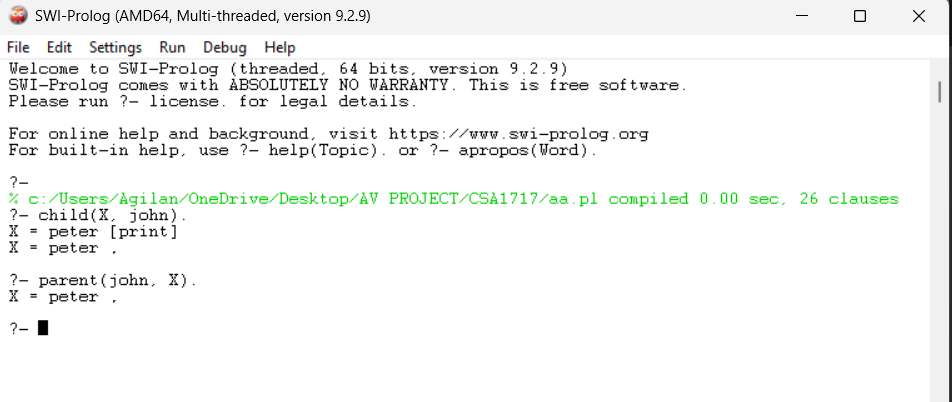 SWI-Prolog (AMD64, Multi-threaded, version 9.2.9)
File Edit Settings Run Debug Help
Welcome to SWI-Prolog (threaded, 64 bits, version 9.2.9)
SWI-Prolog comes with ABSOLUTELY NO WARRANTY. This is free software.
Please run ?- license. for legal details.
For online help and background, visit https://www.swi-prolog.org
For built-in help, use ?- help(Topic). or ?- apropos(Word).
?-
% c:/Users/Agilan/OneDrive/Desktop/AV PROJECT/CSA1717/aa.pl compiled 0.00 sec, 26 clauses
?- child(X, john).
X = peter [print]
X = peter .
?- parent(john, X).
X = peter .
?-